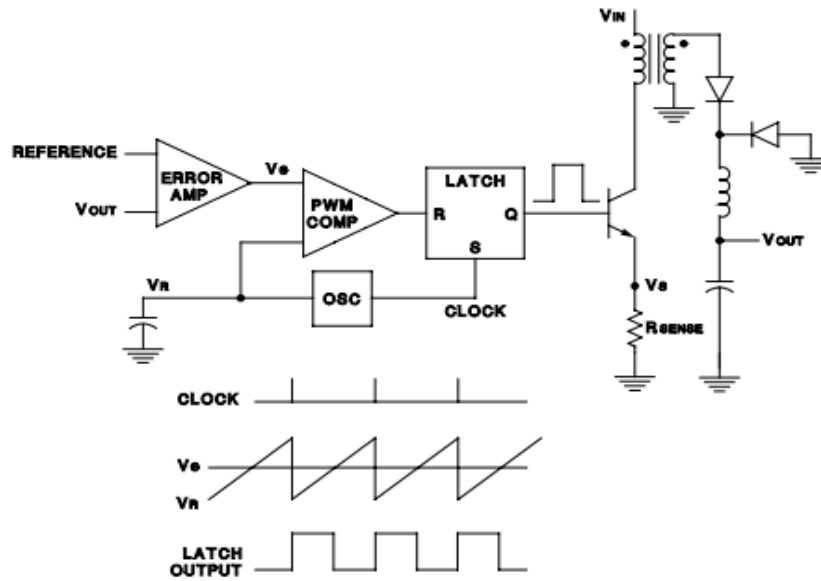 VIN
REFERENCE
ERROR
AMP
Ve
VOUT
PWM
COMP
LATCH
R
Q
S
VR
OSC
CLOCK
VS
RSENSE
VOUT
CLOCK
Ve
VR
LATCH
OUTPUT